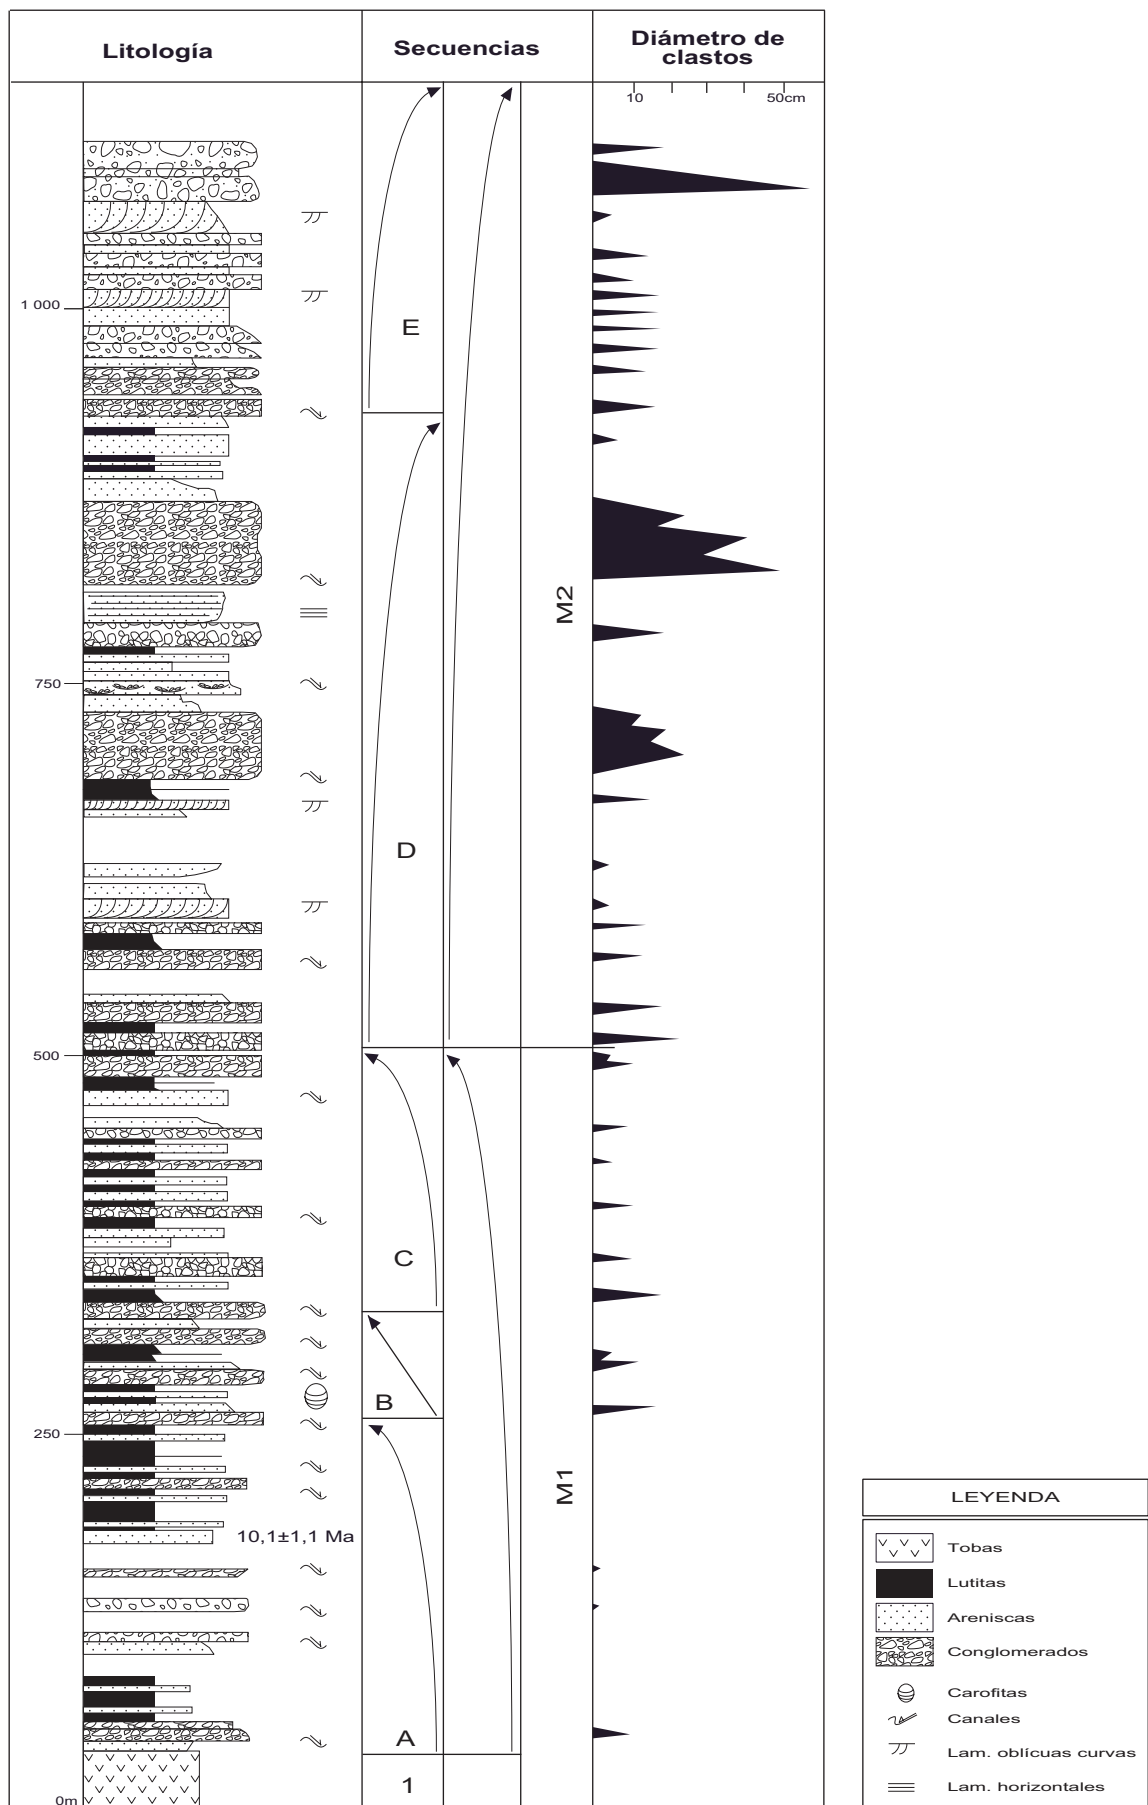 Litología
Secuencias
Diámetro de
clastos
10
50cm
1 000
E
M2
750
D
500
C
B
250
M1
10,1±1,1 Ma
A
1
0m
LEYENDA
Tobas
Lutitas
Areniscas
Conglomerados
Carofitas
Canales
Lam. oblícuas curvas
Lam. horizontales